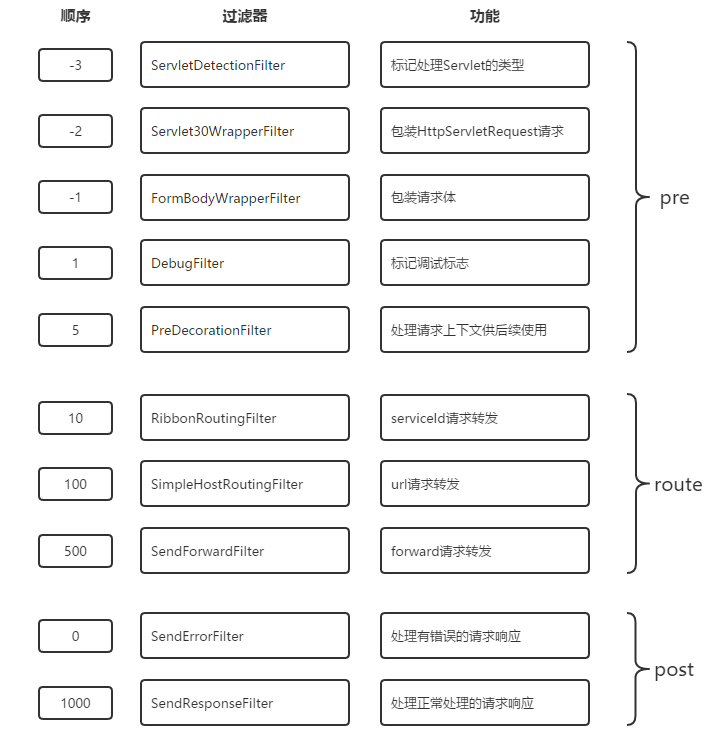 顺序 过滤器 功能
-3 ServletDetectionFilter 标记处理Servlet的类型
-2 Servlet30WrapperFilter 包装HttpServletRequest请求
-1 FormBodyWrapperFilter 包装请求体
1 DebugFilter 标记调试标志
5 PreDecorationFilter 处理请求上下文供后续使用
pre
10 RibbonRoutingFilter serviceId请求转发
100 SimpleHostRoutingFilter url请求转发
500 SendForwardFilter forward请求转发
route
0 SendErrorFilter 处理有错误的请求响应
1000 SendResponseFilter 处理正常处理的请求响应
post